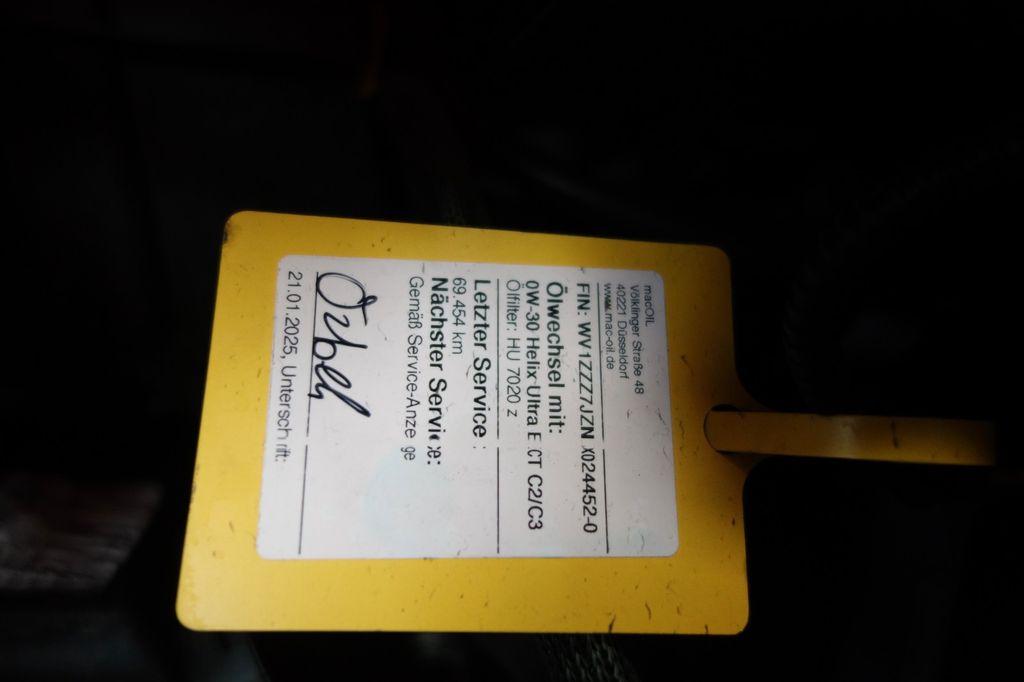 macOIL
Völklinger Straße 48
40221 Düsseldorf
www.mac-oil.de
FIN: WV1ZZZ7JZN X024452-0
Ölwechsel mit:
0W-30 Helix Ultra ECT C2/C3
Ölfilter: HU 7020 z
Letzter Service :
69.454 km
Nächster Service:
Gemäß Service-Anzeige
21.01.2025, Unterschrift: